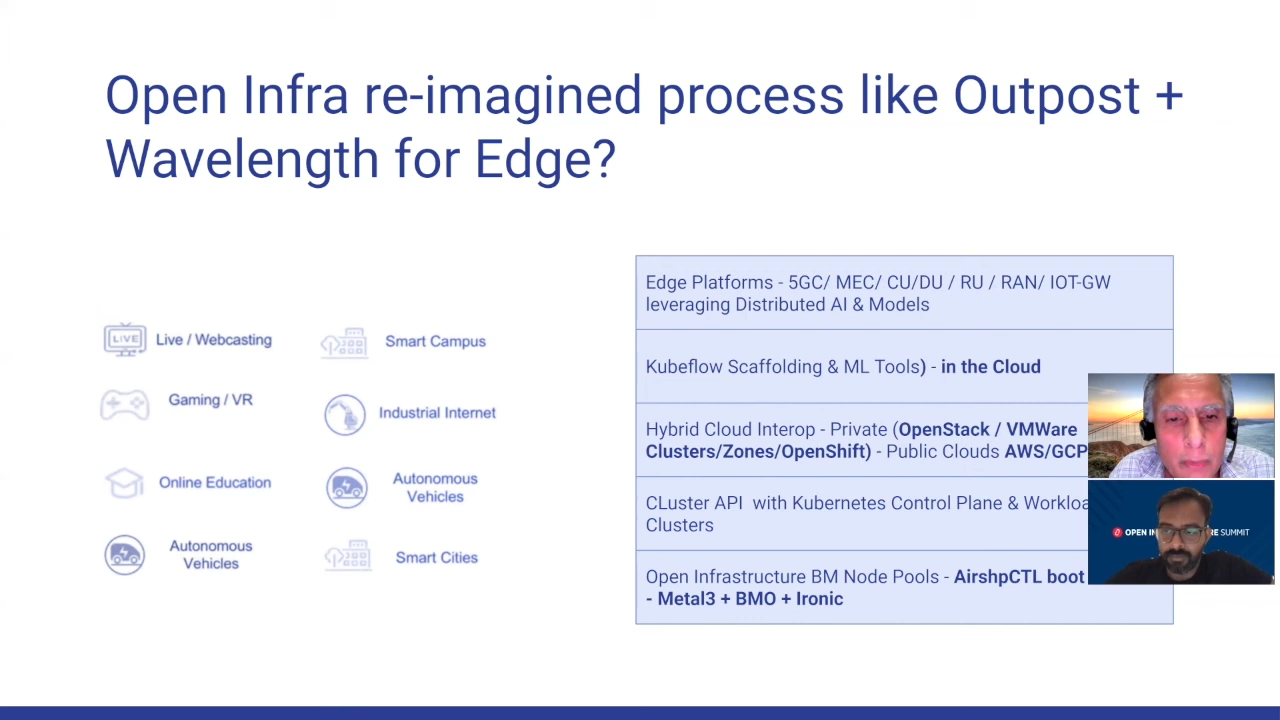 Open Infra re-imagined process like Outpost +
Wavelength for Edge?
LIVE
Live / Webcasting
Smart Campus
Gaming / VR
Industrial Internet
Online Education
Autonomous
Vehicles
Autonomous
Vehicles
Smart Cities
Edge Platforms - 5GC/ MEC/ CU/DU / RU / RAN/ IOT-GW
leveraging Distributed AI & Models
Kubeflow Scaffolding & ML Tools) - in the Cloud
Hybrid Cloud Interop - Private (OpenStack / VMWare
Clusters/Zones/OpenShift) - Public Clouds AWS/GCP
CLuster API with Kubernetes Control Plane &
Clusters
Open Infrastructure BM Node Pools - AirshpCTL boot
- Metal3 + BMO + Ironic
OPEN SUMMIT